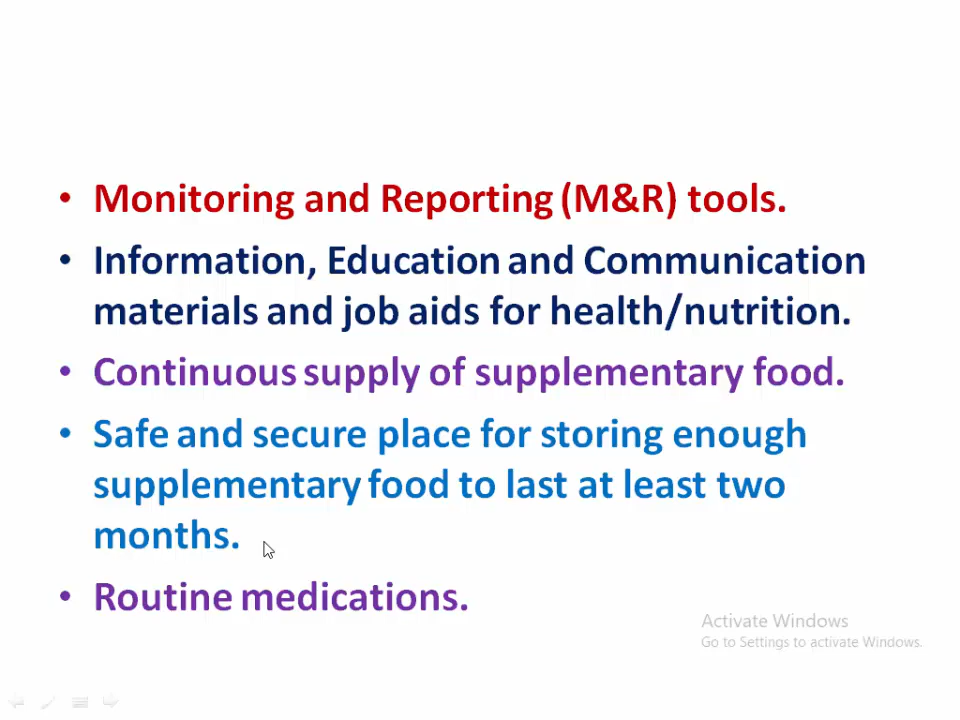 • Monitoring and Reporting (M&R) tools.
• Information, Education and Communication
materials and job aids for health/nutrition.
• Continuous supply of supplementary food.
• Safe and secure place for storing enough
supplementary food to last at least two
months.
• Routine medications.
Activate Windows
Go to Settings to activate Windows.